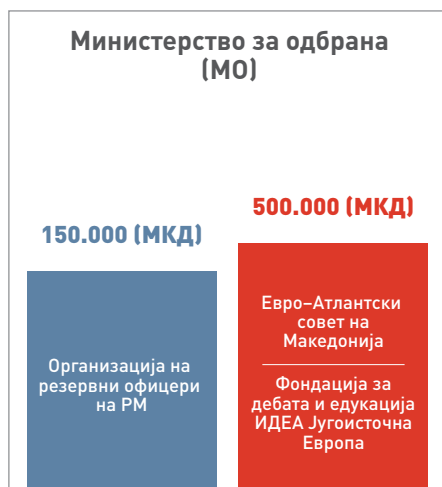 Министерство за одбрана
(МО)
150.000 (МКД)
500.000 (МКД)
Организација на
резервни офицери
на РМ
Евро–Атлантски
совет на
Македонија
Фондација за
дебата и едукација
ИДЕА Југоисточна
Европа